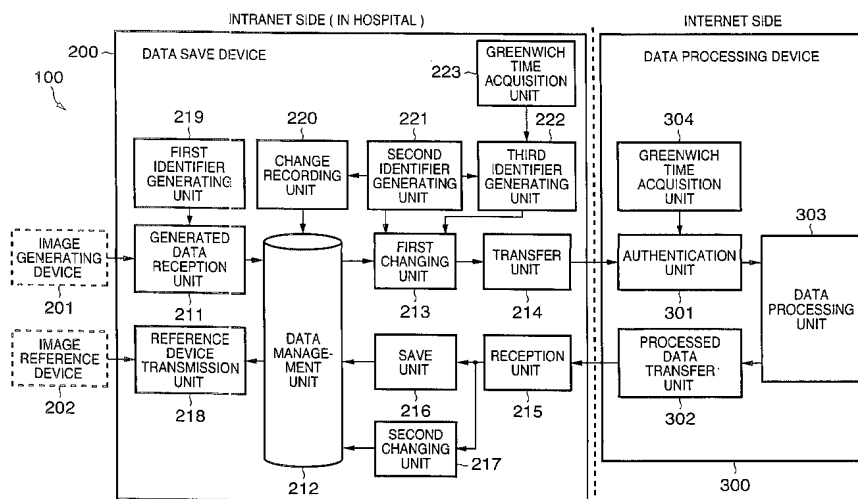 INTRANET SIDE ( IN HOSPITAL )
INTERNET SIDE
200
DATA SAVE DEVICE
GREENWICH
TIME
ACQUISITION
UNIT
DATA PROCESSING DEVICE
100
223
219
220
221
222
304
FIRST
IDENTIFIER
GENERATING
UNIT
CHANGE
RECORDING
UNIT
SECOND
IDENTIFIER
GENERATING
UNIT
THIRD
IDENTIFIER
GENERATING
UNIT
GREENWICH
TIME
ACQUISITION
UNIT
303
IMAGE
GENERATING
DEVICE
GENERATED
DATA
RECEPTION
UNIT
FIRST
CHANGING
UNIT
TRANSFER
UNIT
AUTHENTICATION
UNIT
201
211
213
214
301
DATA
PROCESSING
UNIT
IMAGE
REFERENCE
DEVICE
REFERENCE
DEVICE
TRANSMISSION
UNIT
DATA
MANAGE-
MENT
UNIT
SAVE
UNIT
RECEPTION
UNIT
PROCESSED
DATA
TRANSFER
UNIT
202
218
216
215
302
SECOND
CHANGING
UNIT
217
212
300